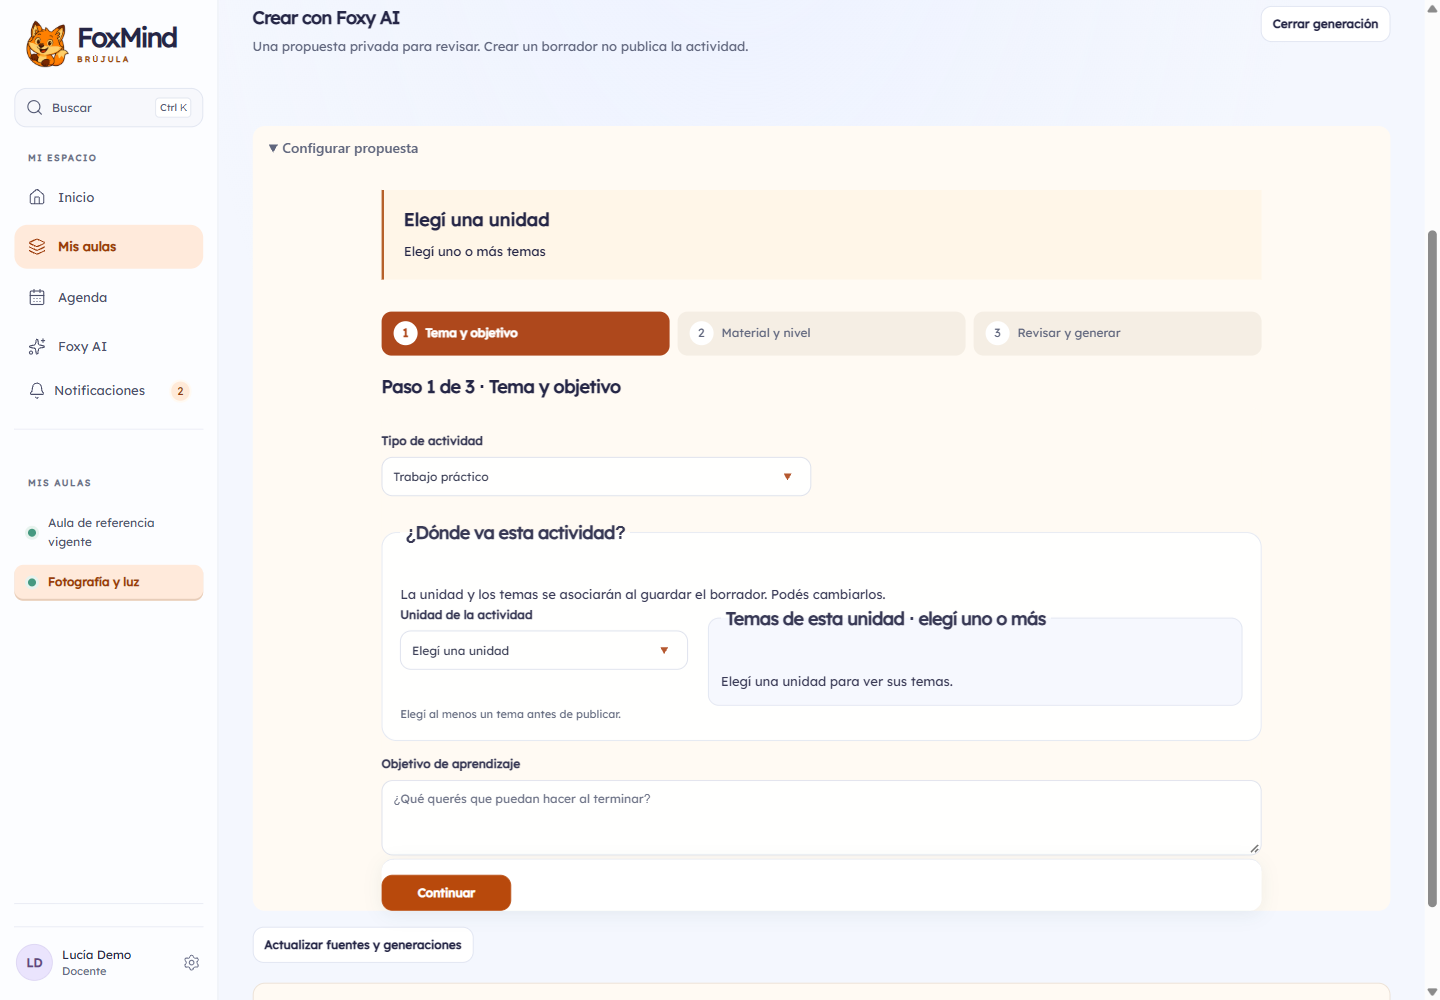 FoxMind
BRÚJULA
Buscar
Ctrl K
MI ESPACIO
Inicio
Mis aulas
Agenda
Foxy AI
Notificaciones
2
MIS AULAS
Aula de referencia
vigente
Fotografía y luz
LD
Lucía Demo
Docente
Crear con Foxy AI
Una propuesta privada para revisar. Crear un borrador no publica la actividad.
Cerrar generación
▼ Configurar propuesta
Elegí una unidad
Elegí uno o más temas
1 Tema y objetivo
2 Material y nivel
3 Revisar y generar
Paso 1 de 3 · Tema y objetivo
Tipo de actividad
Trabajo práctico
¿Dónde va esta actividad?
La unidad y los temas se asociarán al guardar el borrador. Podés cambiarlos.
Unidad de la actividad
Elegí una unidad
Temas de esta unidad · elegí uno o más
Elegí una unidad para ver sus temas.
Elegí al menos un tema antes de publicar.
Objetivo de aprendizaje
¿Qué querés que puedan hacer al terminar?
Continuar
Actualizar fuentes y generaciones